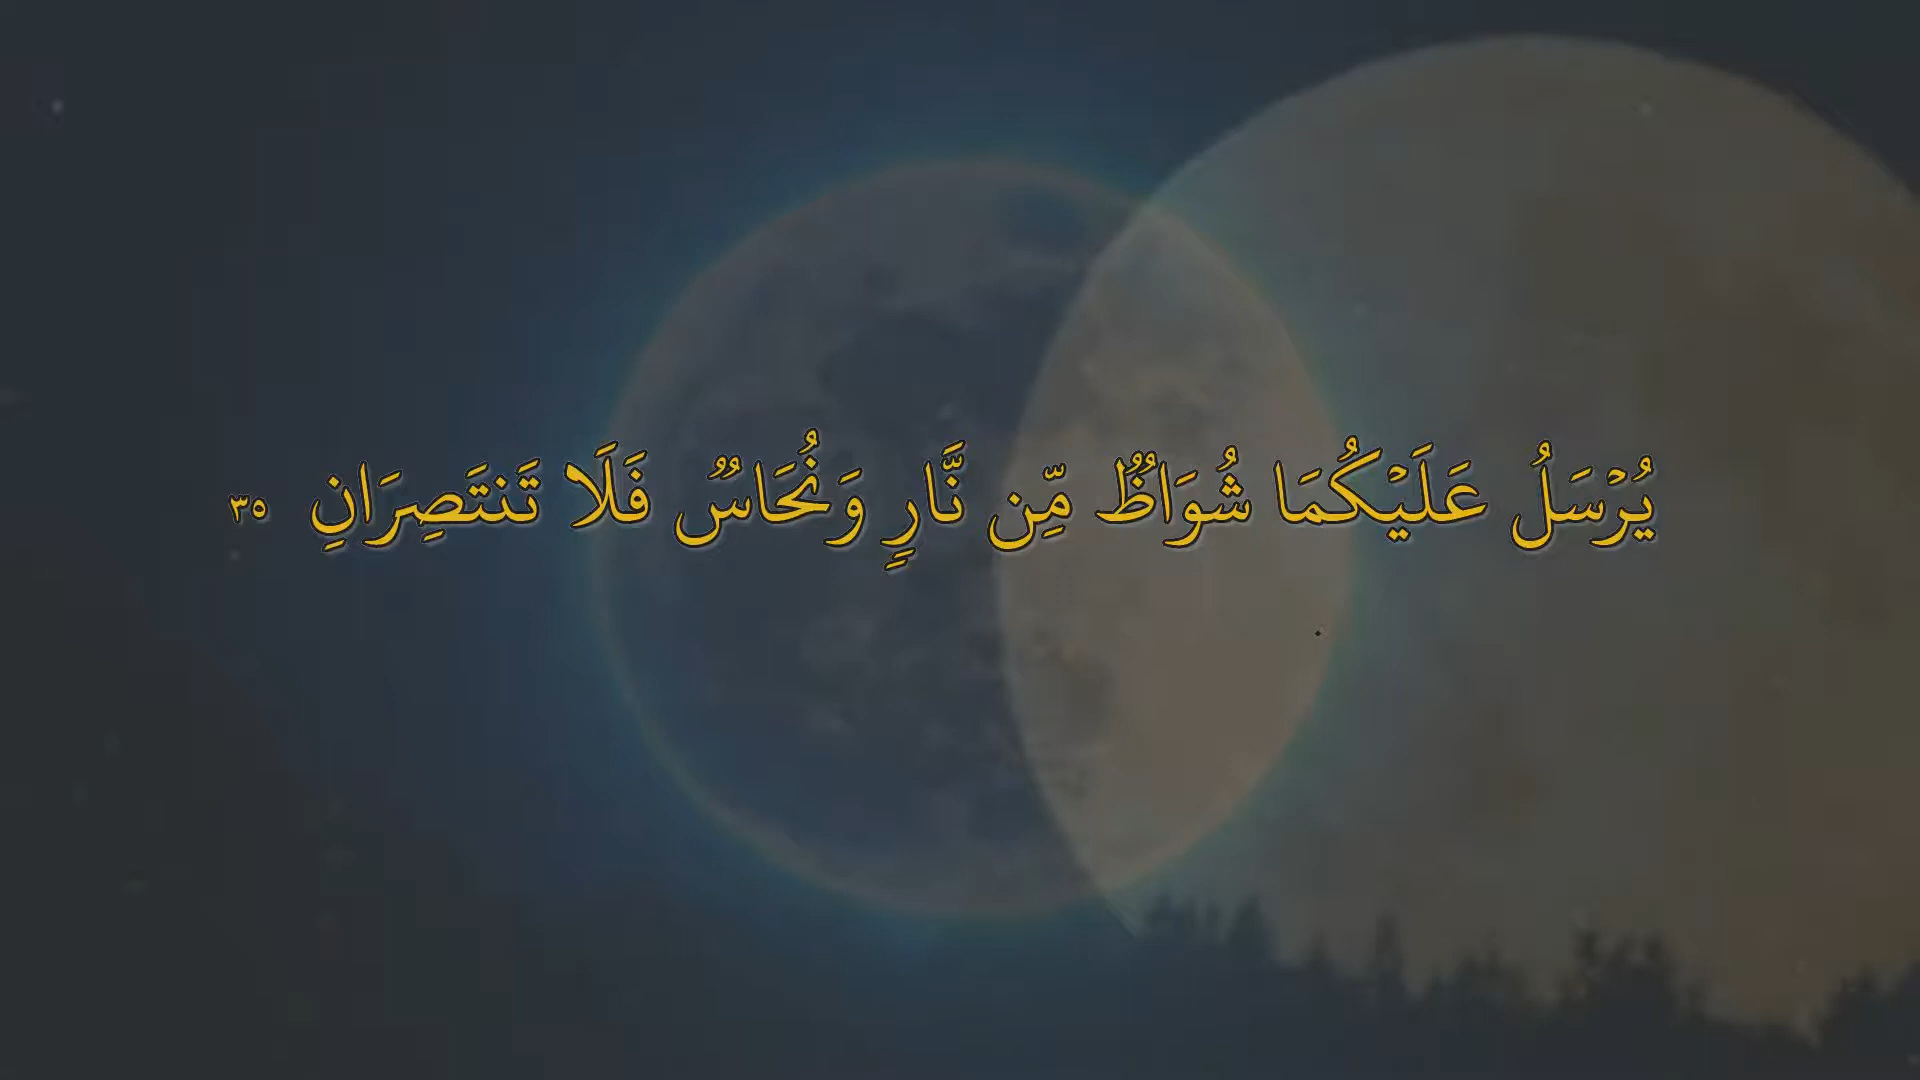 يُرْسَلُ عَلَيْكُمَا شُوَاظٌ مِّن نَّارٍ وَنُحَاسٌ فَلَا تَنتَصِرَانِ ٣٥